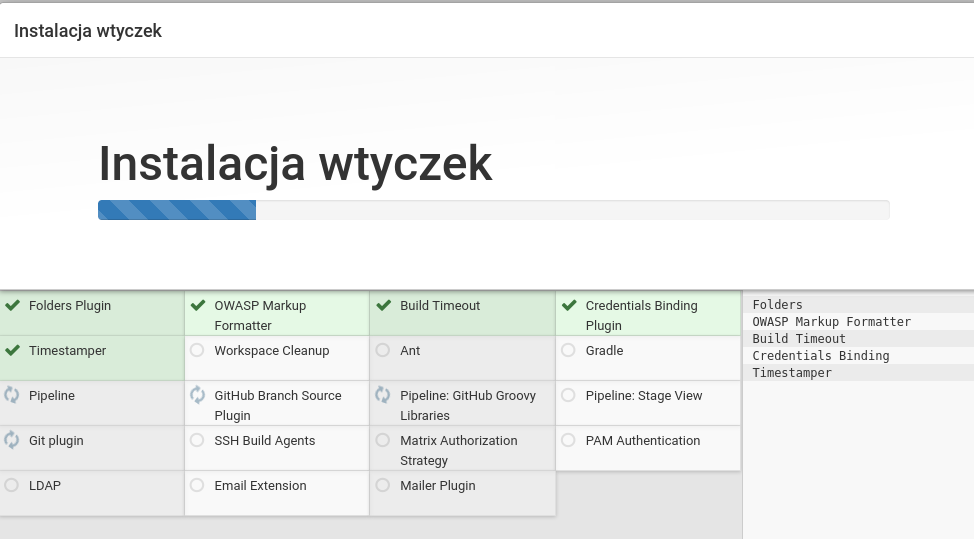 Instalacja wtyczek
Instalacja wtyczek
Folders Plugin
OWASP Markup
Formatter
Build Timeout
Credentials Binding
Plugin
Timestamper
Workspace Cleanup
Ant
Gradle
Pipeline
GitHub Branch Source
Plugin
Pipeline: GitHub Groovy
Libraries
Pipeline: Stage View
Git plugin
SSH Build Agents
Matrix Authorization
Strategy
PAM Authentication
LDAP
Email Extension
Mailer Plugin
Folders
OWASP Markup Formatter
Build Timeout
Credentials Binding
Timestamper